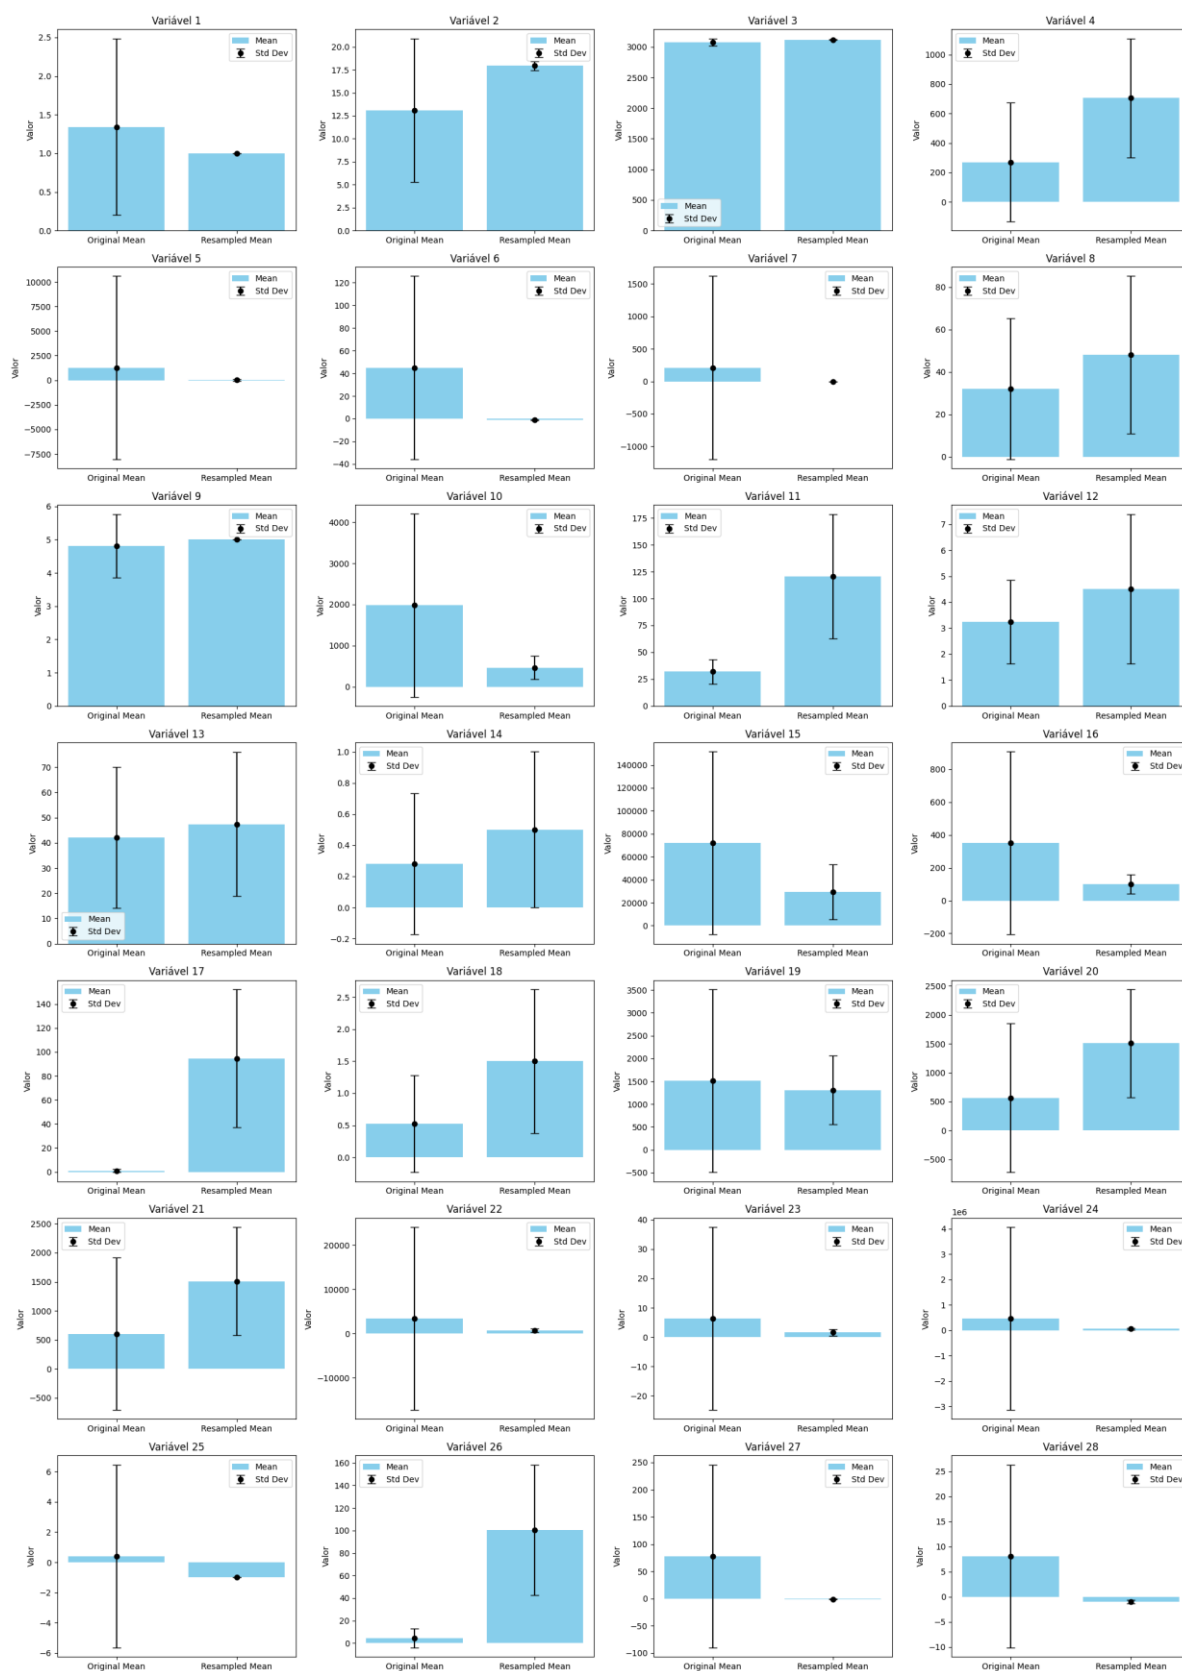 Variável 1
2.5
2.0
1.5
1.0
0.5
0.0
Valor
Mean
Std Dev
Original Mean
Resampled Mean
Variável 2
20.0
17.5
15.0
12.5
10.0
7.5
5.0
2.5
0.0
Valor
Mean
Std Dev
Original Mean
Resampled Mean
Variável 3
3000
2500
2000
1500
1000
500
0
Valor
Mean
Std Dev
Original Mean
Resampled Mean
Variável 4
1000
800
600
400
200
0
Valor
Mean
Std Dev
Original Mean
Resampled Mean
Variável 5
10000
7500
5000
2500
0
−2500
−5000
−7500
Valor
Mean
Std Dev
Original Mean
Resampled Mean
Variável 6
120
100
80
60
40
20
0
−20
−40
Valor
Mean
Std Dev
Original Mean
Resampled Mean
Variável 7
1500
1000
500
0
−500
−1000
Valor
Mean
Std Dev
Original Mean
Resampled Mean
Variável 8
80
60
40
20
0
Valor
Mean
Std Dev
Original Mean
Resampled Mean
Variável 9
6
5
4
3
2
1
0
Valor
Mean
Std Dev
Original Mean
Resampled Mean
Variável 10
4000
3000
2000
1000
0
Valor
Mean
Std Dev
Original Mean
Resampled Mean
Variável 11
175
150
125
100
75
50
25
0
Valor
Mean
Std Dev
Original Mean
Resampled Mean
Variável 12
7
6
5
4
3
2
1
0
Valor
Mean
Std Dev
Original Mean
Resampled Mean
Variável 13
70
60
50
40
30
20
10
0
Valor
Mean
Std Dev
Original Mean
Resampled Mean
Variável 14
1.0
0.8
0.6
0.4
0.2
0.0
−0.2
Valor
Mean
Std Dev
Original Mean
Resampled Mean
Variável 15
140000
120000
100000
80000
60000
40000
20000
0
Valor
Mean
Std Dev
Original Mean
Resampled Mean
Variável 16
800
600
400
200
0
−200
Valor
Mean
Std Dev
Original Mean
Resampled Mean
Variável 17
140
120
100
80
60
40
20
0
Valor
Mean
Std Dev
Original Mean
Resampled Mean
Variável 18
2.5
2.0
1.5
1.0
0.5
0.0
Valor
Mean
Std Dev
Original Mean
Resampled Mean
Variável 19
3500
3000
2500
2000
1500
1000
500
0
−500
Valor
Mean
Std Dev
Original Mean
Resampled Mean
Variável 20
2500
2000
1500
1000
500
0
−500
Valor
Mean
Std Dev
Original Mean
Resampled Mean
Variável 21
2500
2000
1500
1000
500
0
−500
Valor
Mean
Std Dev
Original Mean
Resampled Mean
Variável 22
20000
10000
0
−10000
Valor
Mean
Std Dev
Original Mean
Resampled Mean
Variável 23
40
30
20
10
0
−10
−20
Valor
Mean
Std Dev
Original Mean
Resampled Mean
Variável 24
1e6
4
3
2
1
0
−1
−2
−3
Valor
Mean
Std Dev
Original Mean
Resampled Mean
Variável 25
6
4
2
0
−2
−4
−6
Valor
Mean
Std Dev
Original Mean
Resampled Mean
Variável 26
160
140
120
100
80
60
40
20
0
Valor
Mean
Std Dev
Original Mean
Resampled Mean
Variável 27
250
200
150
100
50
0
−50
−100
Valor
Mean
Std Dev
Original Mean
Resampled Mean
Variável 28
25
20
15
10
5
0
−5
−10
Valor
Mean
Std Dev
Original Mean
Resampled Mean